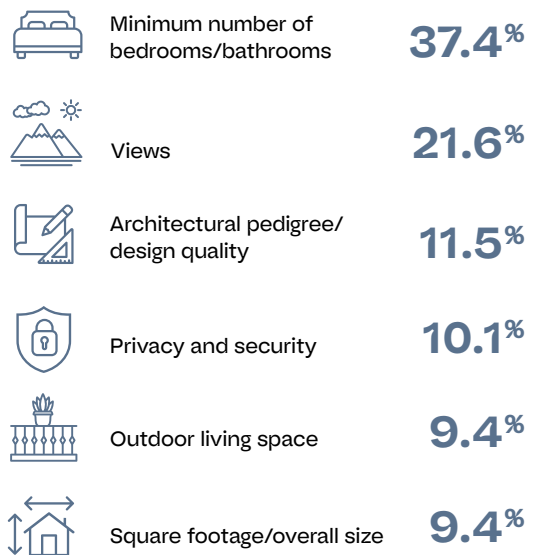 Minimum number of
bedrooms/bathrooms
37.4%
Views
21.6%
Architectural pedigree/
design quality
11.5%
Privacy and security
10.1%
Outdoor living space
9.4%
Square footage/overall size
9.4%